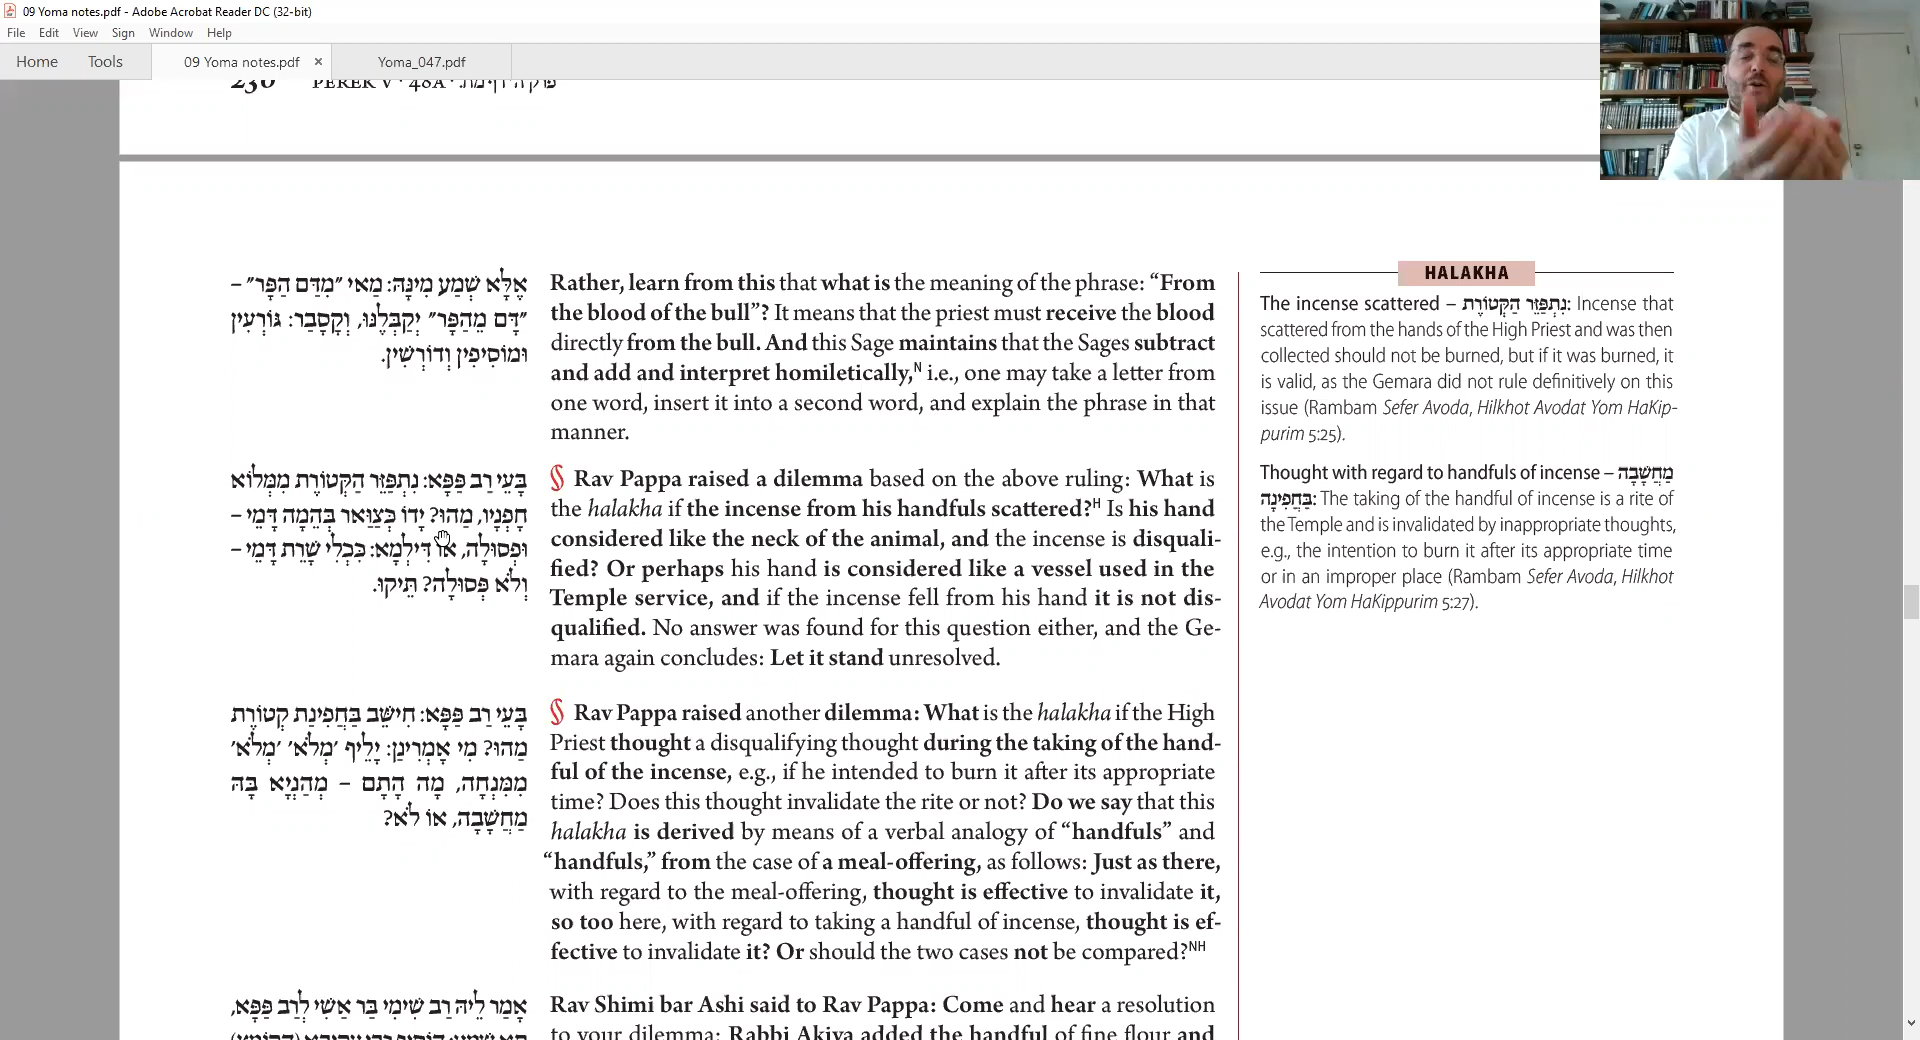 09 Yoma notes.pdf - Adobe Acrobat Reader DC (32-bit)
File Edit View Sign Window Help
Home Tools 09 Yoma notes.pdf × Yoma_047.pdf
230 PEREK V · 48A ·
אֶלָּא שְׁמַע מִינָּהּ: מַאי ״מִדַּם הַפָּר״ –
״דָּם מֵהַפָּר״ יְקַבְּלֶנּוּ, וְקָסָבַר: גּוֹרְעִין
וּמוֹסִיפִין וְדוֹרְשִׁין.
Rather, learn from this that what is the meaning of the phrase: “From
the blood of the bull”? It means that the priest must receive the blood
directly from the bull. And this Sage maintains that the Sages subtract
and add and interpret homiletically,ᴺ i.e., one may take a letter from
one word, insert it into a second word, and explain the phrase in that
manner.
בָּעֵי רַב פַּפָּא: נִתְפַּזֵּר הַקְּטוֹרֶת מִמְּלוֹא
חָפְנָיו, מַהוּ? יָדוֹ כְּצַוַּאר בְּהֵמָה דָּמֵי –
וּפְסוּלָה, אוֹ דִּילְמָא: כִּכְלִי שָׁרֵת דָּמֵי –
וְלֹא פְּסוּלָה? תֵּיקוּ.
§ Rav Pappa raised a dilemma based on the above ruling: What is
the halakha if the incense from his handfuls scattered?ᴴ Is his hand
considered like the neck of the animal, and the incense is disquali-
fied? Or perhaps his hand is considered like a vessel used in the
Temple service, and if the incense fell from his hand it is not dis-
qualified. No answer was found for this question either, and the Ge-
mara again concludes: Let it stand unresolved.
בָּעֵי רַב פַּפָּא: חִישֵּׁב בַּחֲפִינַת קְטוֹרֶת
מַהוּ? מִי אָמְרִינַן: יָלֵיף ׳מְלֹא׳ ׳מְלֹא׳
מִמִּנְחָה, מָה הָתָם – מְהַנְיָא בָּהּ
מַחֲשָׁבָה, אוֹ לֹא?
§ Rav Pappa raised another dilemma: What is the halakha if the High
Priest thought a disqualifying thought during the taking of the hand-
ful of the incense, e.g., if he intended to burn it after its appropriate
time? Does this thought invalidate the rite or not? Do we say that this
halakha is derived by means of a verbal analogy of “handfuls” and
“handfuls,” from the case of a meal-offering, as follows: Just as there,
with regard to the meal-offering, thought is effective to invalidate it,
so too here, with regard to taking a handful of incense, thought is ef-
fective to invalidate it? Or should the two cases not be compared?ᴺᴴ
אָמַר לֵיהּ רַב שִׁימִי בַּר אַשִׁי לְרַב פַּפָּא,
Rav Shimi bar Ashi said to Rav Pappa: Come and hear a resolution
to your dilemma: Rabbi Akiva added the handful of fine flour and
HALAKHA
The incense scattered – נִתְפַּזֵּר הַקְּטוֹרֶת: Incense that
scattered from the hands of the High Priest and was then
collected should not be burned, but if it was burned, it
is valid, as the Gemara did not rule definitively on this
issue (Rambam Sefer Avoda, Hilkhot Avodat Yom HaKip-
purim 5:25).
Thought with regard to handfuls of incense – מַחֲשָׁבָה
בַּחֲפִינָה: The taking of the handful of incense is a rite of
the Temple and is invalidated by inappropriate thoughts,
e.g., the intention to burn it after its appropriate time
or in an improper place (Rambam Sefer Avoda, Hilkhot
Avodat Yom HaKippurim 5:27).